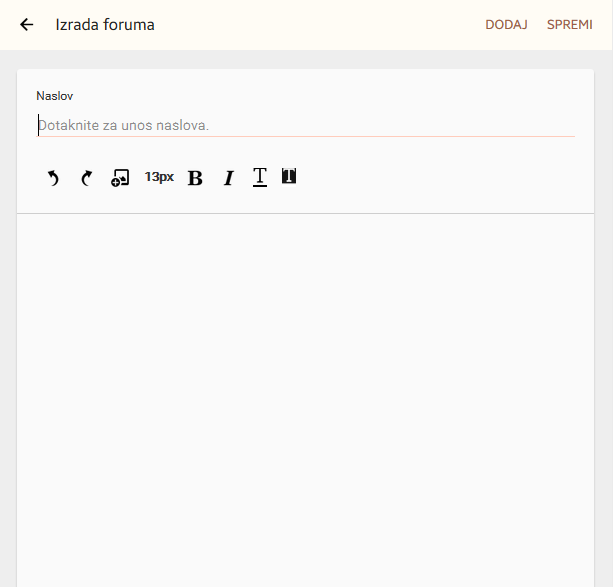 Izrada foruma
DODAJ
SPREMI
Naslov
Dotaknite za unos naslova.
13px
B
I
T
T